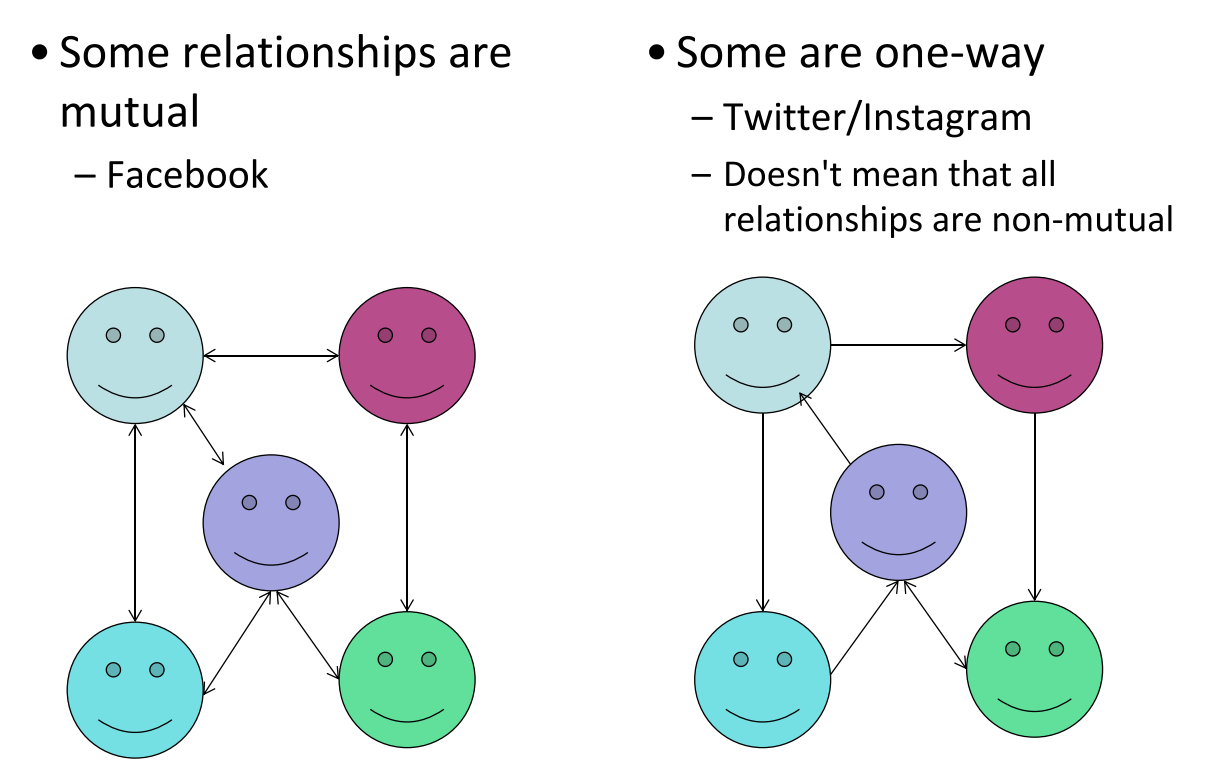 • Some relationships are
mutual
– Facebook
• Some are one-way
– Twitter/Instagram
– Doesn't mean that all
relationships are non-mutual